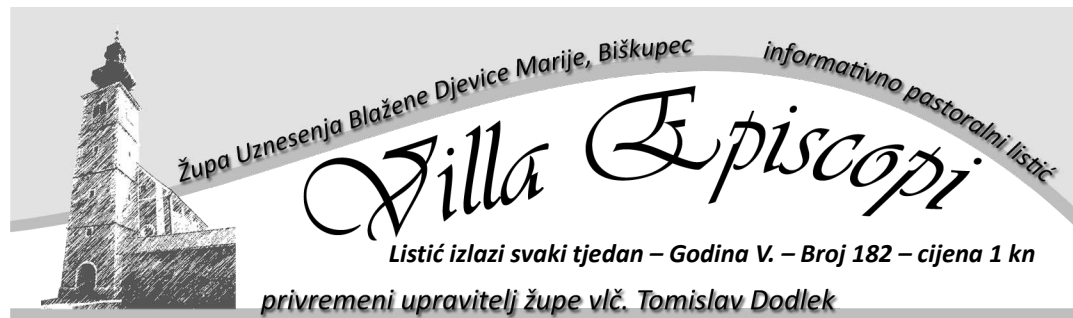 Župa Uznesenja Blažene Djevice Marije, Biškupec
informativno pastoralni listić
Villa Episcopi
Listić izlazi svaki tjedan – Godina V. – Broj 182 – cijena 1 kn
privremeni upravitelj župe vlč. Tomislav Dodlek